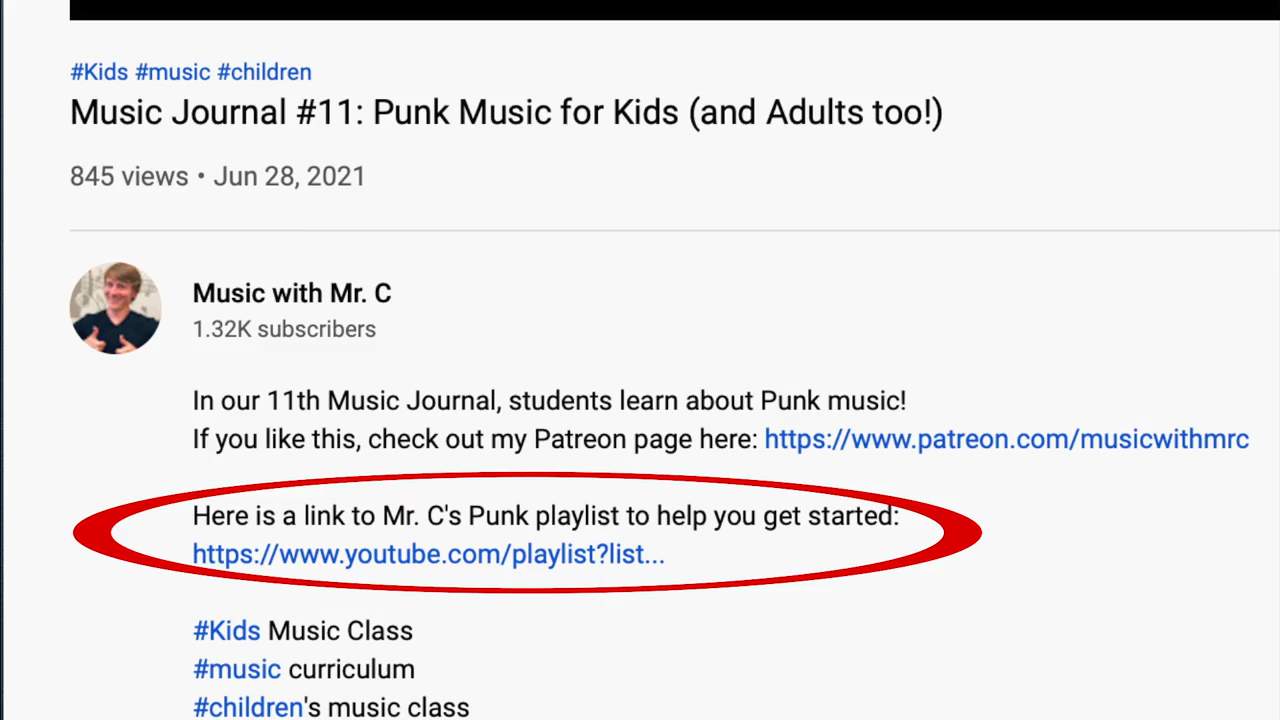 #Kids #music #children
Music Journal #11: Punk Music for Kids (and Adults too!)
845 views • Jun 28, 2021
Music with Mr. C
1.32K subscribers
In our 11th Music Journal, students learn about Punk music!
If you like this, check out my Patreon page here: https://www.patreon.com/musicwithmrc
Here is a link to Mr. C's Punk playlist to help you get started:
https://www.youtube.com/playlist?list...
#Kids Music Class
#music curriculum
#children's music class